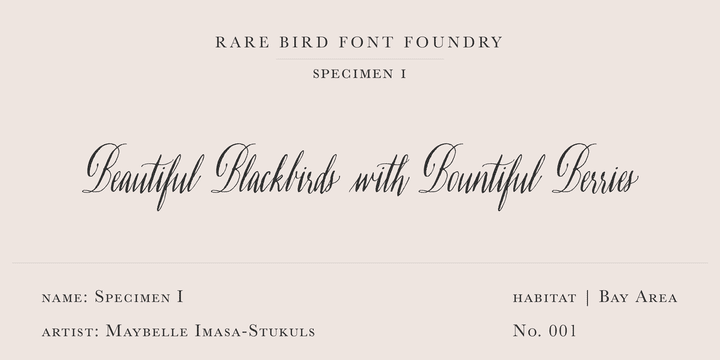 RARE BIRD FONT FOUNDRY
SPECIMEN I
Beautiful Blackbirds with Bountiful Berries
NAME: SPECIMEN I
HABITAT | BAY AREA
ARTIST: MAYBELLE IMASA-STUKULS
No. 001